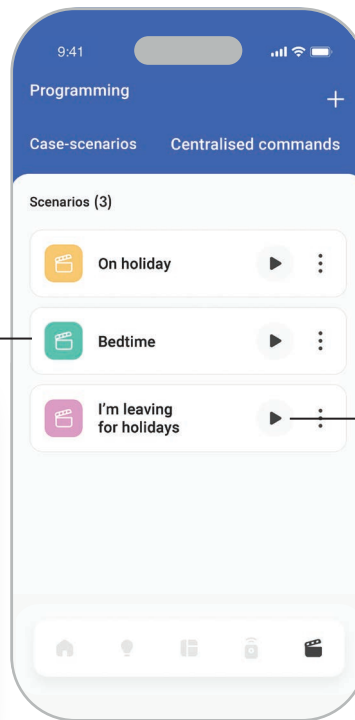 9:41
Programming
Case-scenarios Centralised commands
Scenarios (3)
On holiday
Bedtime
I'm leaving
for holidays